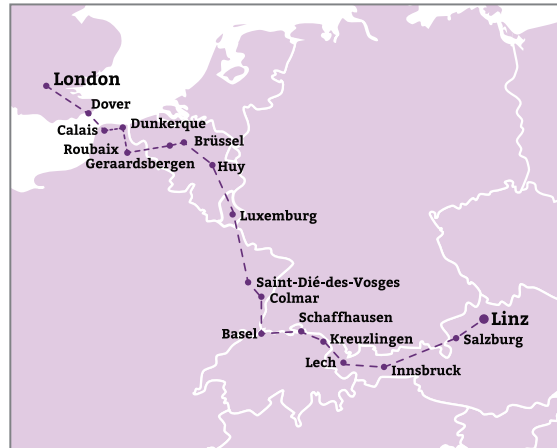 London
Dover
Calais
Dunkerque
Roubaix
Brüssel
Geraardsbergen
Huy
Luxemburg
Saint-Dié-des-Vosges
Colmar
Schaffhausen
Linz
Basel
Kreuzlingen
Salzburg
Lech
Innsbruck